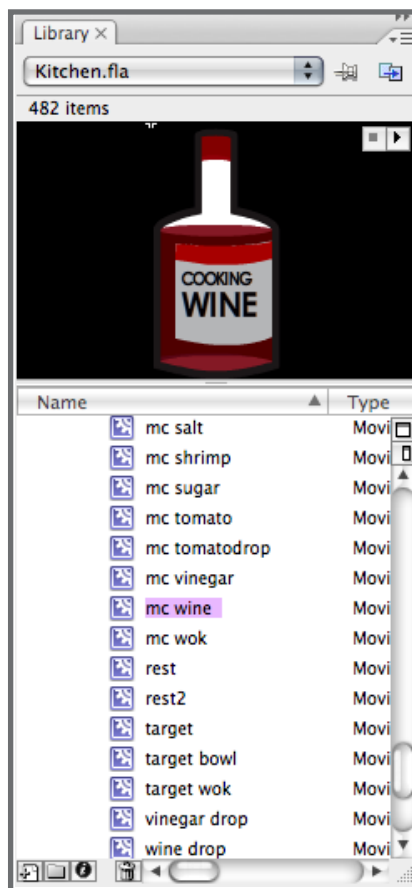 Library ×
Kitchen.fla
482 items
COOKING
WINE
Name Type
mc salt Movi
mc shrimp Movi
mc sugar Movi
mc tomato Movi
mc tomatodrop Movi
mc vinegar Movi
mc wine Movi
mc wok Movi
rest Movi
rest2 Movi
target Movi
target bowl Movi
target wok Movi
vinegar drop Movi
wine drop Movi